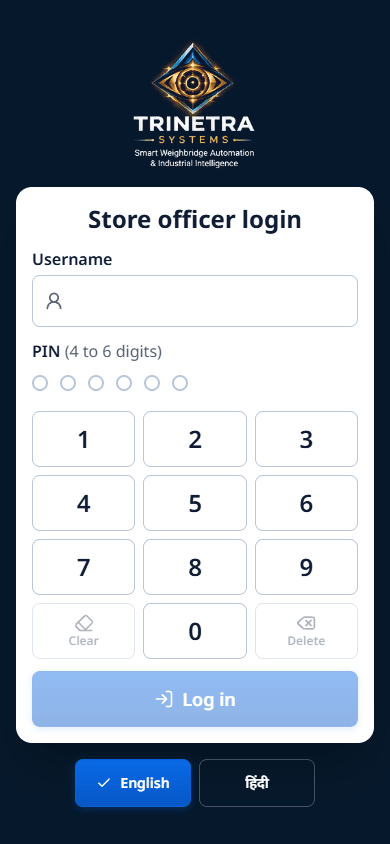 TRINETRA
SYSTEMS
Smart Weighbridge Automation
& Industrial Intelligence
Store officer login
Username
PIN (4 to 6 digits)
1 2 3
4 5 6
7 8 9
Clear 0 Delete
Log in
English हिंदी